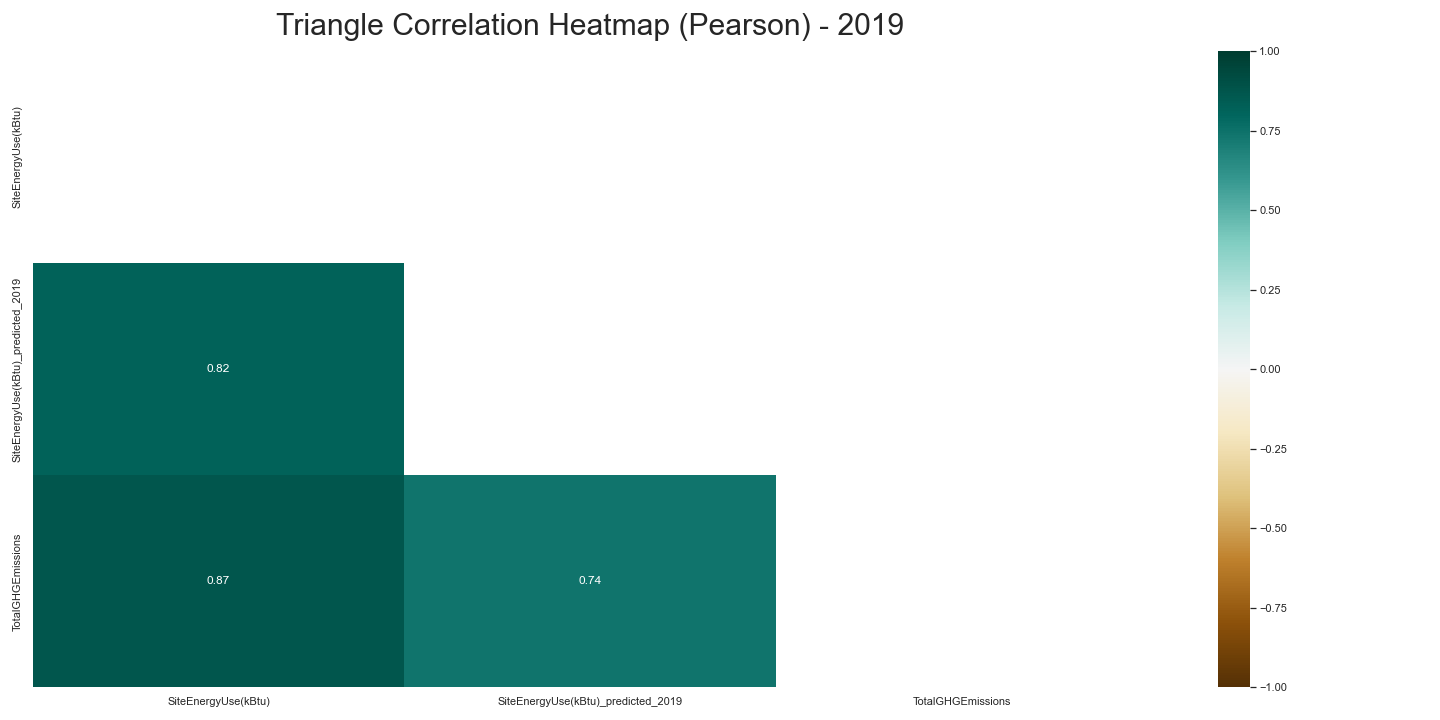 Triangle Correlation Heatmap (Pearson) - 2019
SiteEnergyUse(kBtu)
SiteEnergyUse(kBtu)_predicted_2019
TotalGHGEmissions
0.82
0.87
0.74
SiteEnergyUse(kBtu)
SiteEnergyUse(kBtu)_predicted_2019
TotalGHGEmissions
1.00
0.75
0.50
0.25
0.00
−0.25
−0.50
−0.75
−1.00